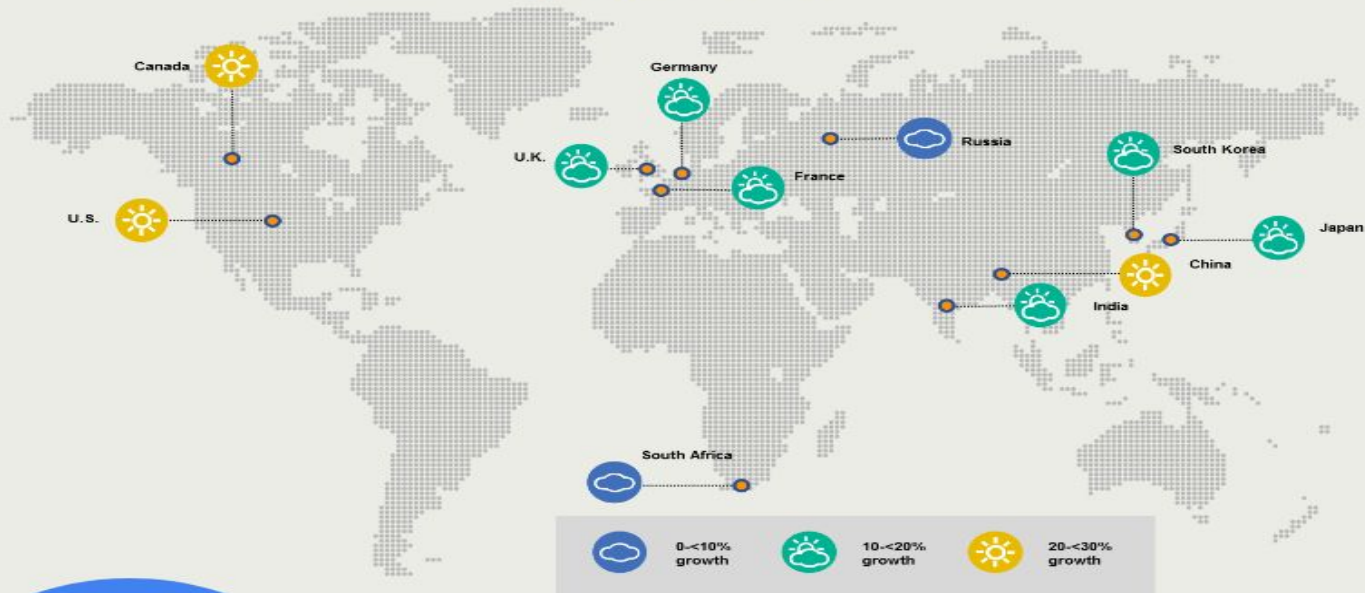 Canada
Germany
U.K.
Russia
South Korea
France
U.S.
Japan
China
India
South Africa
0-<10%
growth
10-<20%
growth
20-<30%
growth